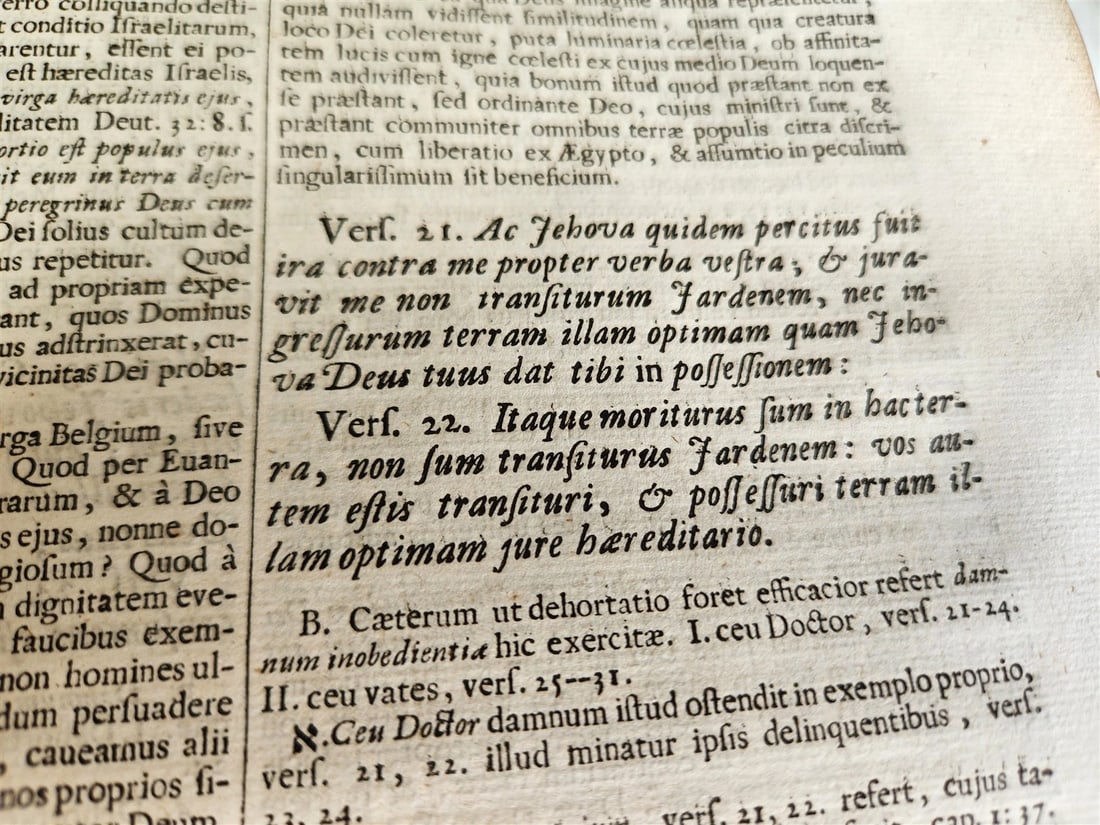 colliquando desti-
conditio Iſraelitarum,
arentur, eſſent ei po-
eſt hæreditas Iſraelis,
virga hæreditatis ejus,
litatem Deut. 32: 8. ſ.
ortio eſt populus ejus,
it eum in terra deſer-
peregrinus Deus cum
Dei ſolius cultum de-
us repetitur. Quod
ad propriam expe-
ant, quos Dominus
us adſtrinxerat, cu-
vicinitas Dei proba-
rga Belgium, ſive
Quod per Euan-
rarum, & à Deo
s ejus, nonne do-
gioſum? Quod à
dignitatem eve-
faucibus exem-
non homines ul-
dum perſuadere
, caueamus alii
nos proprios ſi-
Deum
quia nullam vidiſſent ſimilitudinem, quam qua creatura
loco Dei coleretur, puta luminaria cœleſtia, ob affinita-
tem lucis cum igne cœleſti ex cujus medio Deum loquen-
tem audiviſſent, quia bonum iſtud quod præſtant non ex
ſe præſtant, ſed ordinante Deo, cujus miniſtri ſunt, &
præſtant communiter omnibus terræ populis citra diſcri-
men, cum liberatio ex Ægypto, & aſſumtio in peculium
ſingulariſſimum ſit beneficium.
Verſ. 21. Ac Jehova quidem percitus fuit
ira contra me propter verba veſtra; & jura-
vit me non tranſiturum Jardenem, nec in-
greſſurum terram illam optimam quam Jeho-
va Deus tuus dat tibi in poſſeſſionem:
Verſ. 22. Itaque moriturus ſum in hac ter-
ra, non ſum tranſiturus Jardenem: vos au-
tem eſtis tranſituri, & poſſeſſuri terram il-
lam optimam jure hæreditario.
B. Cæterum ut dehortatio foret efficacior refert dam-
num inobedientiæ hic exercitæ. I. ceu Doctor, verſ. 21-24.
II. ceu vates, verſ. 25--31.
א. Ceu Doctor damnum iſtud oſtendit in exemplo proprio,
verſ. 21, 22. illud minatur ipſis delinquentibus, verſ.
23, 24.
verſ. 21, 22. refert, cujus ta-
cap. 1: 37.